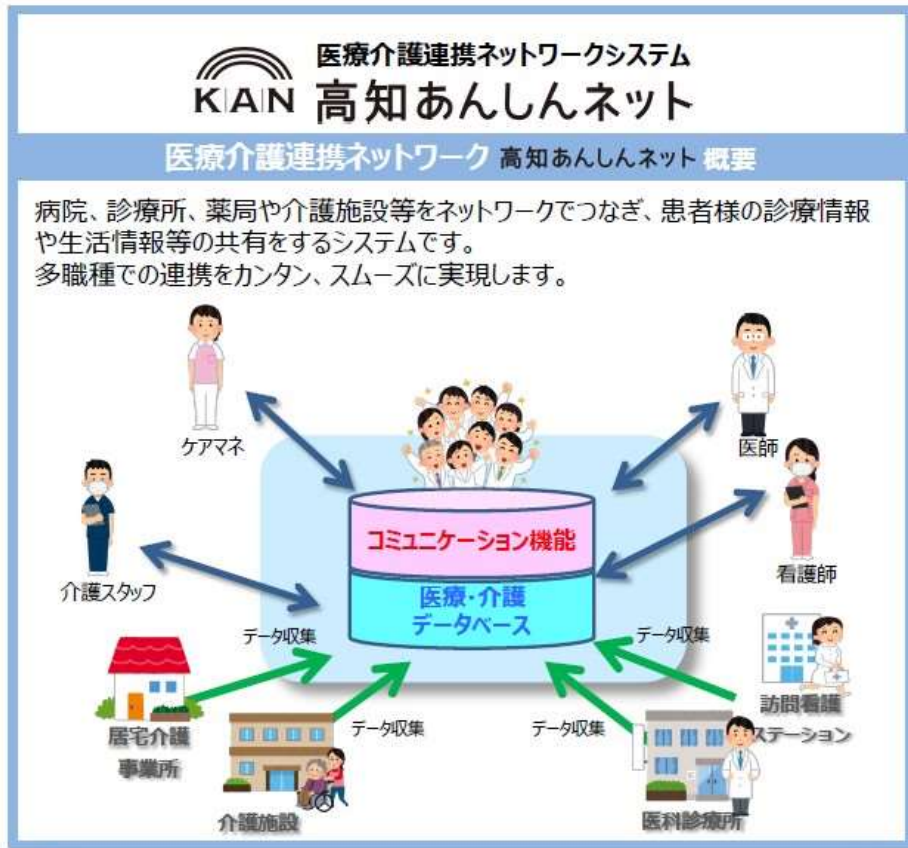 医療介護連携ネットワークシステム
KAN 高知あんしんネット
医療介護連携ネットワーク 高知あんしんネット 概要
病院、診療所、薬局や介護施設等をネットワークでつなぎ、患者様の診療情報
や生活情報等の共有をするシステムです。
多職種での連携をカンタン、スムーズに実現します。
ケアマネ
医師
コミュニケーション機能
介護スタッフ
看護師
医療・介護
データベース
データ収集
データ収集
居宅介護
事業所
訪問看護
ステーション
データ収集
データ収集
介護施設
医科診療所